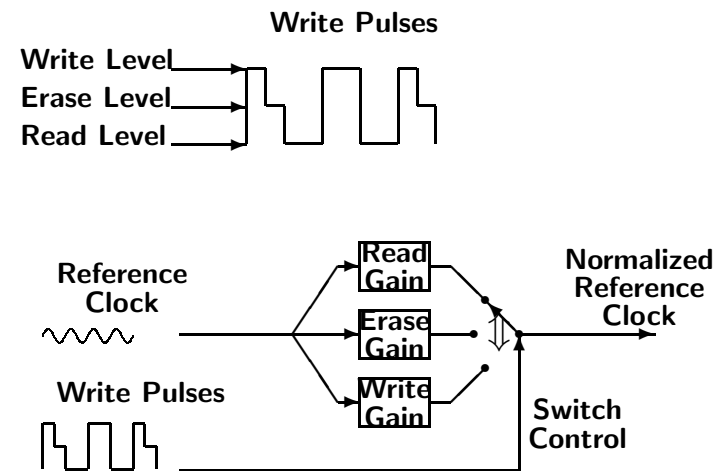 Write Pulses
Write Level
Erase Level
Read Level
Read
Gain
Reference
Clock
Normalized
Reference
Clock
Erase
Gain
Write Pulses
Write
Gain
Switch
Control